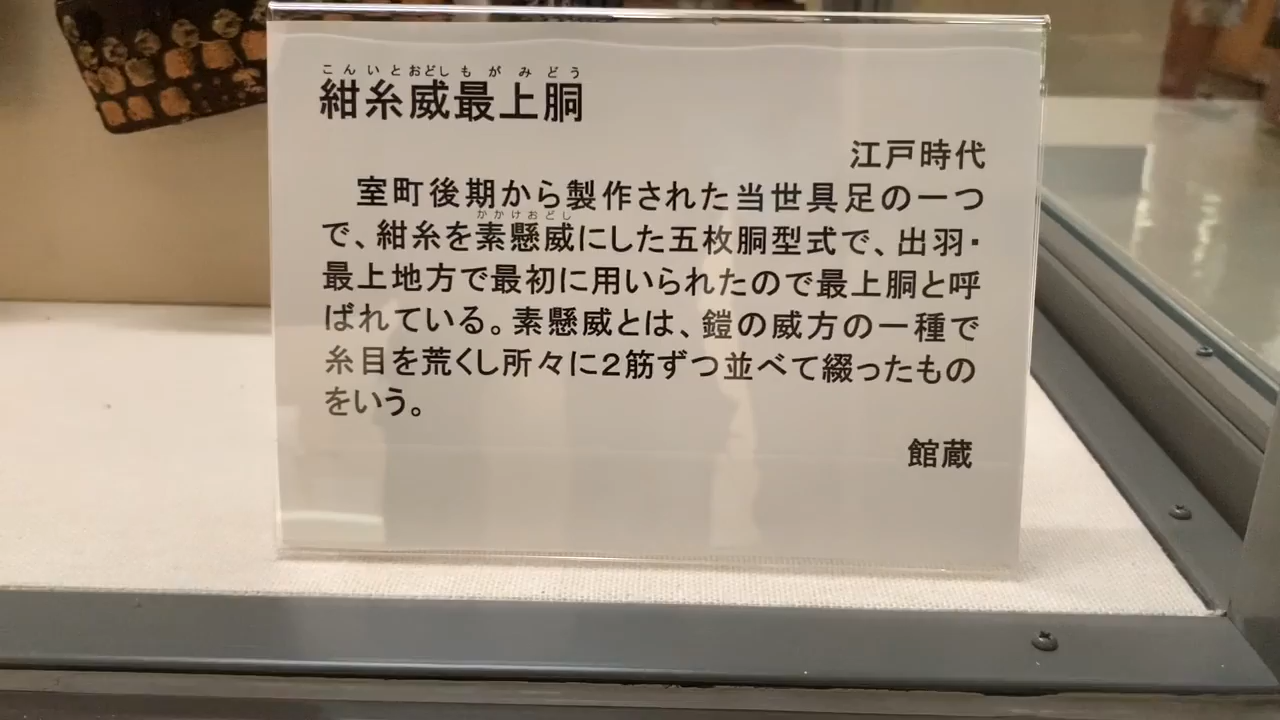 こんいとおどしもがみどう
紺糸威最上胴
江戸時代
室町後期から製作された当世具足の一つ
かかけおどし
で、紺糸を素懸威にした五枚胴型式で、出羽・
最上地方で最初に用いられたので最上胴と呼
ばれている。素懸威とは、鎧の威方の一種で
糸目を荒くし所々に2筋ずつ並べて綴ったもの
をいう。
館蔵